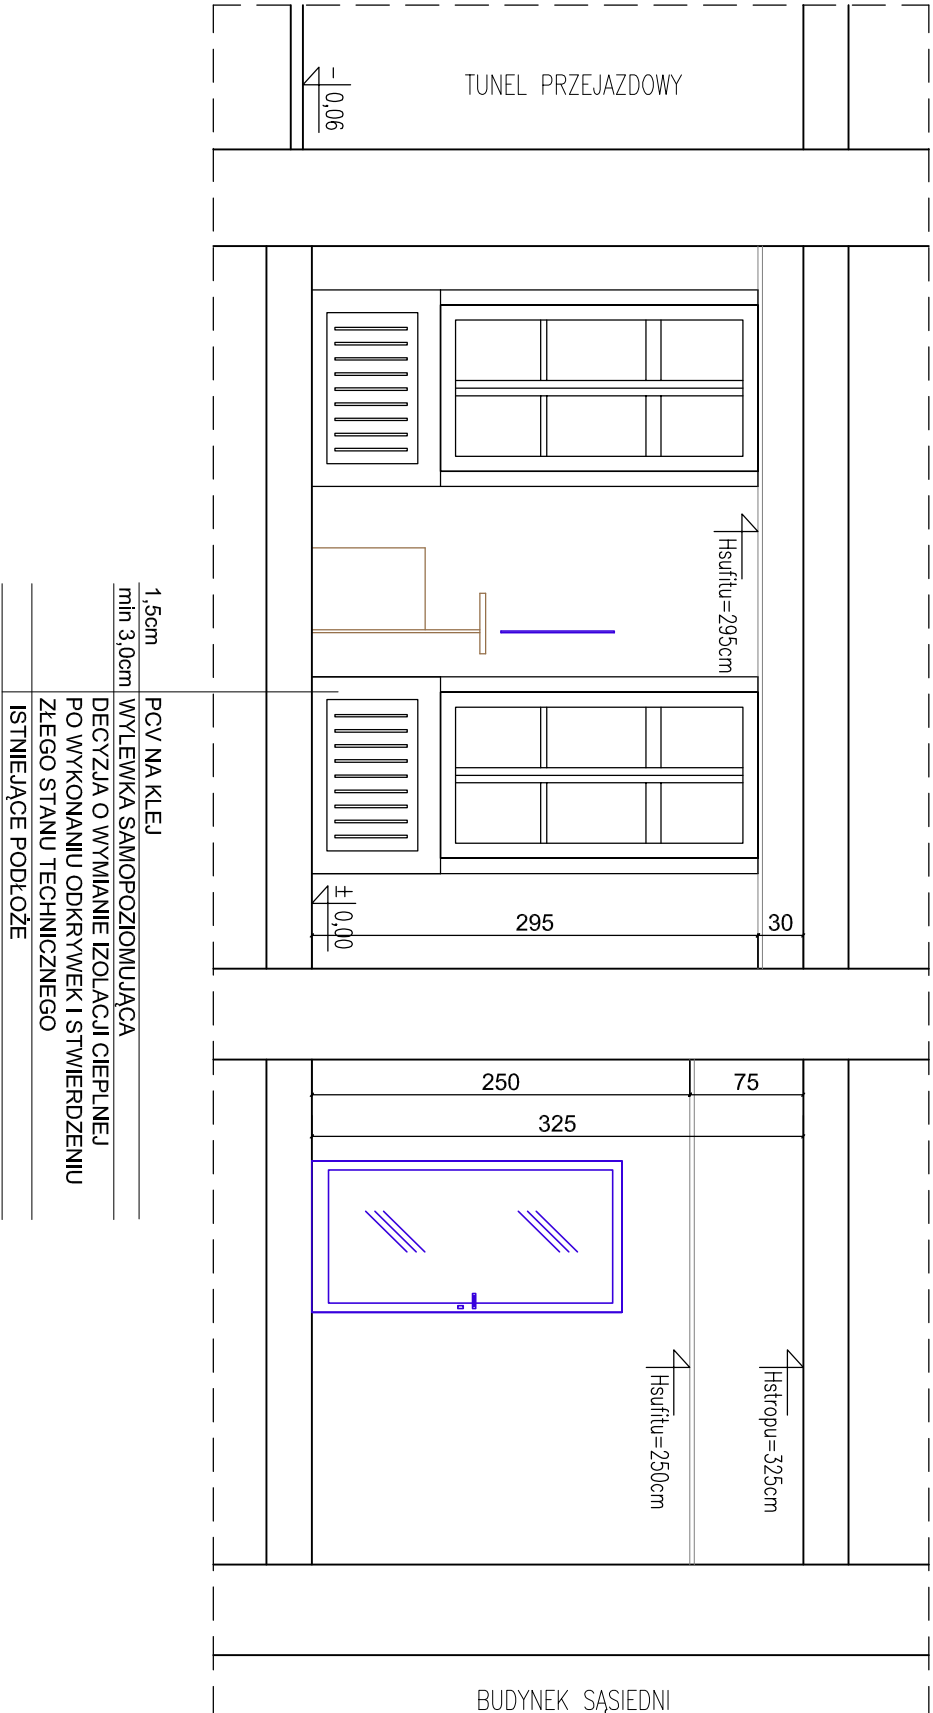 TUNEL PRZEJAZDOWY
- 0,06
Hsufitu=295cm
± 0,00
295
30
250
75
325
Hsufitu=250cm
Hstropu=325cm
1,5cm PCV NA KLEJ
min 3,0cm WYLEWKA SAMOPOZIOMUJĄCA
DECYZJA O WYMIANIE IZOLACJI CIEPLNEJ
PO WYKONANIU ODKRYWEK I STWIERDZENIU
ZŁEGO STANU TECHNICZNEGO
ISTNIEJĄCE PODŁOŻE
BUDYNEK SĄSIEDNI